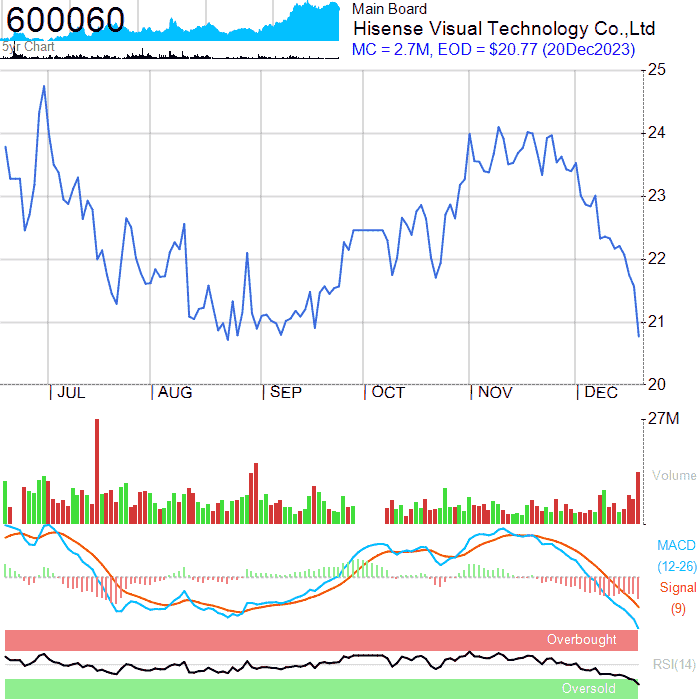 600060
5yr Chart
Main Board
Hisense Visual Technology Co.,Ltd
MC = 2.7M, EOD = $20.77 (20Dec2023)
25
24
23
22
21
20
JUL
AUG
SEP
OCT
NOV
DEC
27M
Volume
MACD
(12-26)
Signal
(9)
Overbought
RSI(14)
Oversold